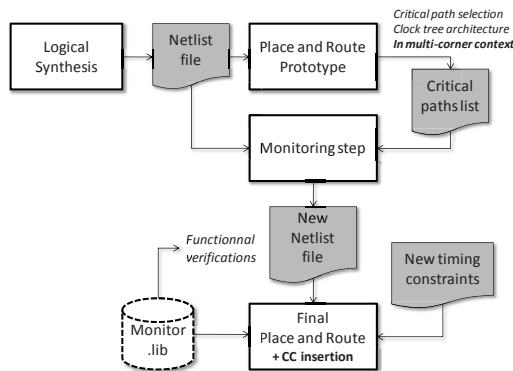 Logical
Synthesis
Netlist
file
Place and Route
Prototype
Critical path selection
Clock tree architecture
In multi-corner context
Critical
paths list
Monitoring step
New
Netlist
file
Functionnal
verifications
New timing
constraints
Monitor
.lib
Final
Place and Route
+ CC insertion